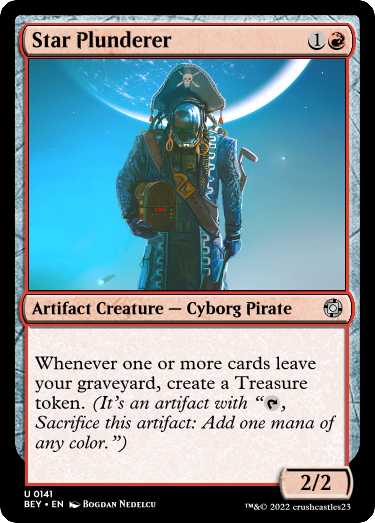 Star Plunderer 1
Artifact Creature — Cyborg Pirate
Whenever one or more cards leave
your graveyard, create a Treasure
token. (It's an artifact with “,
Sacrifice this artifact: Add one mana of
any color.”)
2/2
U 0141
BEY • EN Bogdan Nedelcu
™&© 2022 crushcastles23